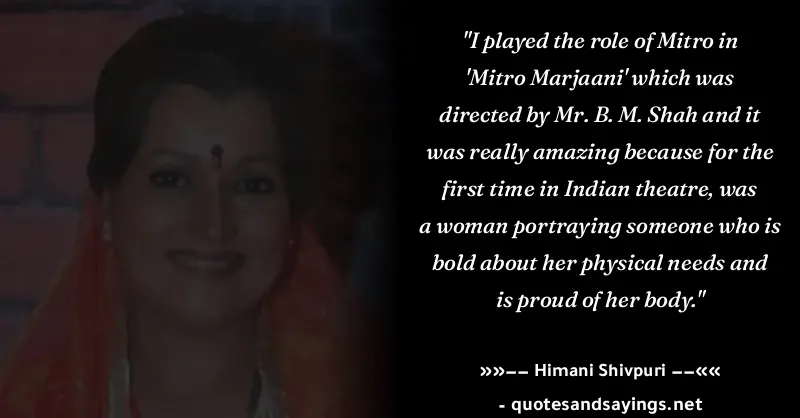 "I played the role of Mitro in
'Mitro Marjaani' which was
directed by Mr. B. M. Shah and it
was really amazing because for the
first time in Indian theatre, was
a woman portraying someone who is
bold about her physical needs and
is proud of her body."
»»–– Himani Shivpuri ––««
- quotesandsayings.net